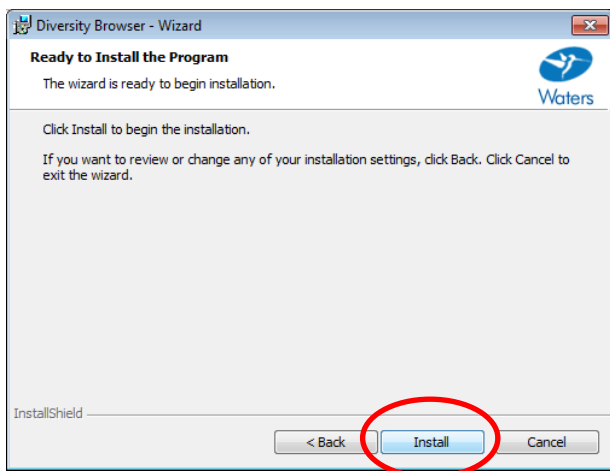 Diversity Browser - Wizard
Ready to Install the Program
The wizard is ready to begin installation.
Waters
Click Install to begin the installation.
If you want to review or change any of your installation settings, click Back. Click Cancel to
exit the wizard.
InstallShield
< Back Install Cancel